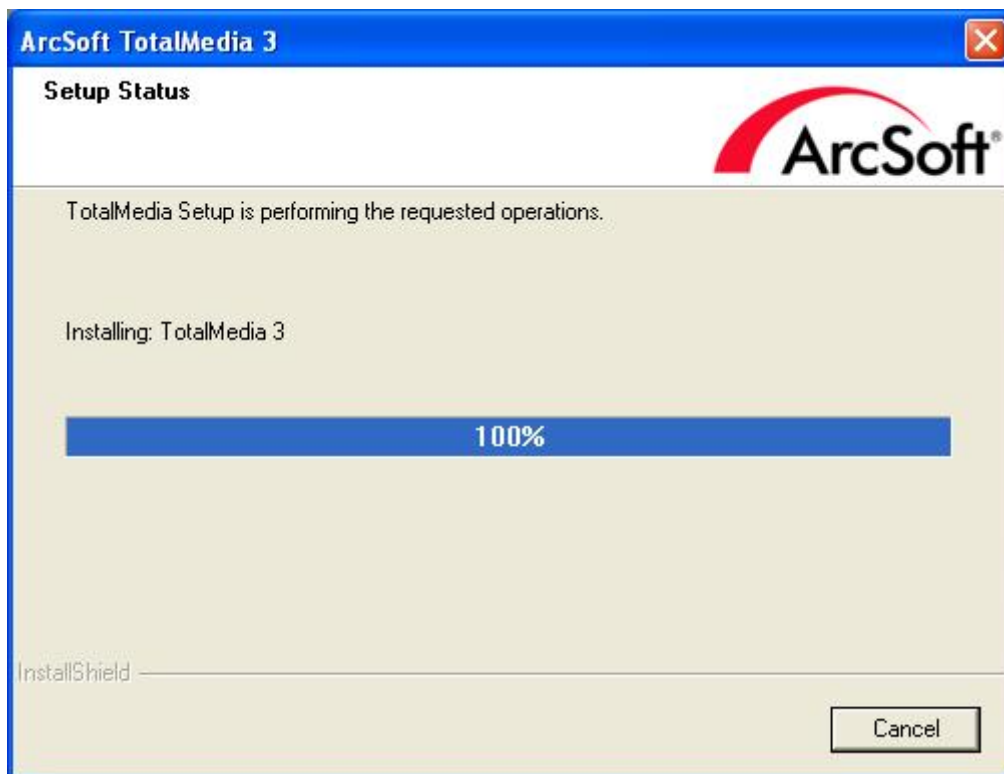 ArcSoft TotalMedia 3
Setup Status
ArcSoft®
TotalMedia Setup is performing the requested operations.
Installing: TotalMedia 3
100%
InstallShield
Cancel